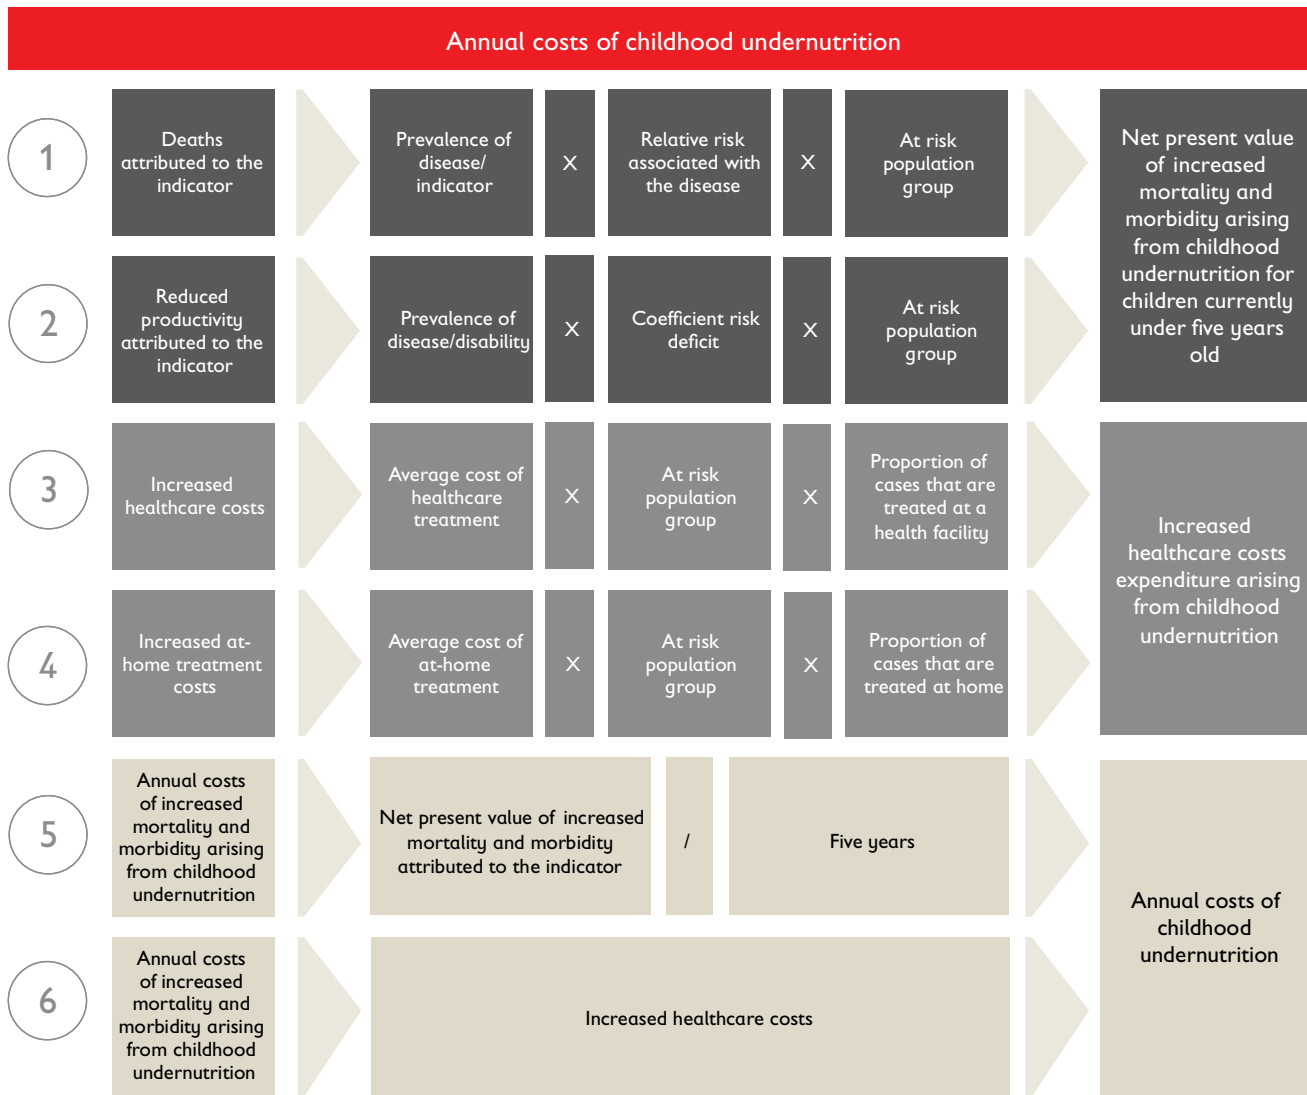 Annual costs of childhood undernutrition
1
Deaths
attributed to the
indicator
Prevalence of
disease/
indicator
X
Relative risk
associated with
the disease
X
At risk
population
group
Net present value
of increased
mortality and
morbidity arising
from childhood
undernutrition for
children currently
under five years
old
2
Reduced
productivity
attributed to the
indicator
Prevalence of
disease/disability
X
Coefficient risk
deficit
X
At risk
population
group
3
Increased
healthcare costs
Average cost of
healthcare
treatment
X
At risk
population
group
X
Proportion of
cases that are
treated at a
health facility
Increased
healthcare costs
expenditure arising
from childhood
undernutrition
4
Increased at-
home treatment
costs
Average cost of
at-home
treatment
X
At risk
population
group
X
Proportion of
cases that are
treated at home
5
Annual costs
of increased
mortality and
morbidity arising
from childhood
undernutrition
Net present value of increased
mortality and morbidity
attributed to the indicator
/
Five years
Annual costs of
childhood
undernutrition
6
Annual costs
of increased
mortality and
morbidity arising
from childhood
undernutrition
Increased healthcare costs